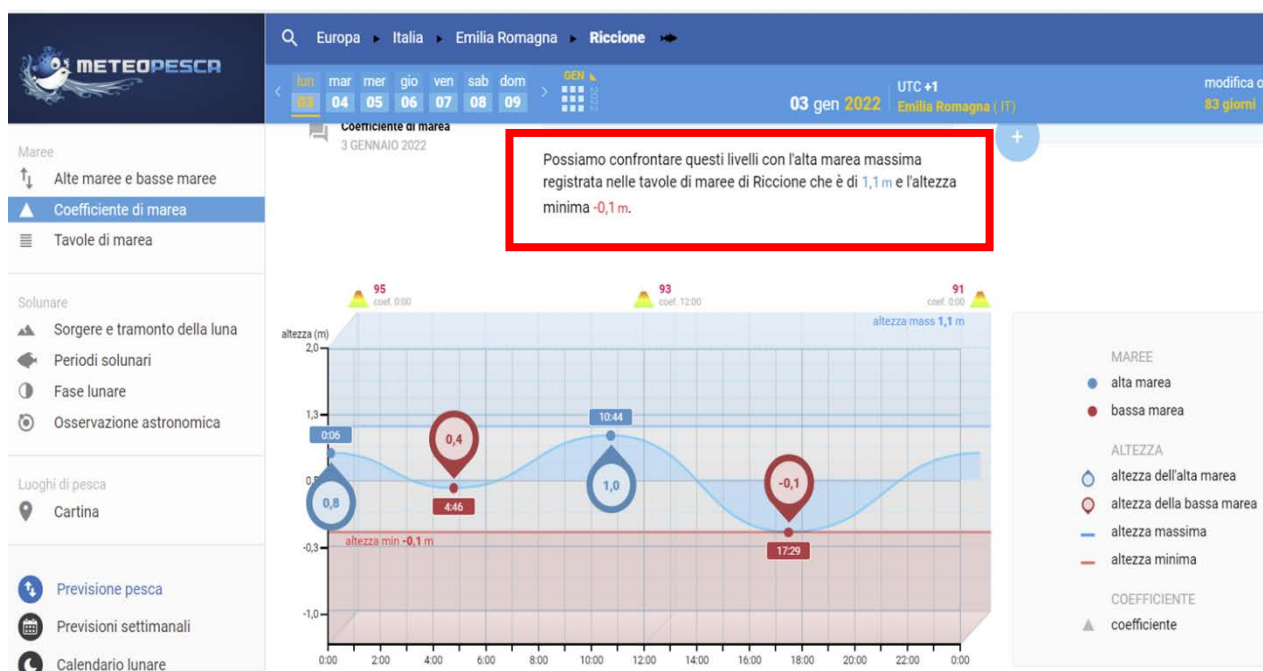 METEOPESCA
Europa ▸ Italia ▸ Emilia Romagna ▸ Riccione
lun mar mer gio ven sab dom
03 04 05 06 07 08 09
GEN
2022
03 gen 2022
UTC +1
Emilia Romagna (IT)
modifica o
83 giorni
Coefficiente di marea
3 GENNAIO 2022
+
Possiamo confrontare questi livelli con l'alta marea massima
registrata nelle tavole di maree di Riccione che è di 1,1 m e l'altezza
minima -0,1 m.
Maree
Alte maree e basse maree
Coefficiente di marea
Tavole di marea
Solunare
Sorgere e tramonto della luna
Periodi solunari
Fase lunare
Osservazione astronomica
Luoghi di pesca
Cartina
Previsione pesca
Previsioni settimanali
Calendario lunare
95
coef. 0:00
93
coef. 12:00
91
coef. 0:00
altezza (m)
altezza mass 1,1 m
2,0
1,3
0:06
0,4
10:44
0,8
4:46
1,0
-0,1
altezza min -0,1 m
17:29
-0,3
-1,0
0:00 2:00 4:00 6:00 8:00 10:00 12:00 14:00 16:00 18:00 20:00 22:00 0:00
MAREE
alta marea
bassa marea
ALTEZZA
altezza dell'alta marea
altezza della bassa marea
altezza massima
altezza minima
COEFFICIENTE
coefficiente